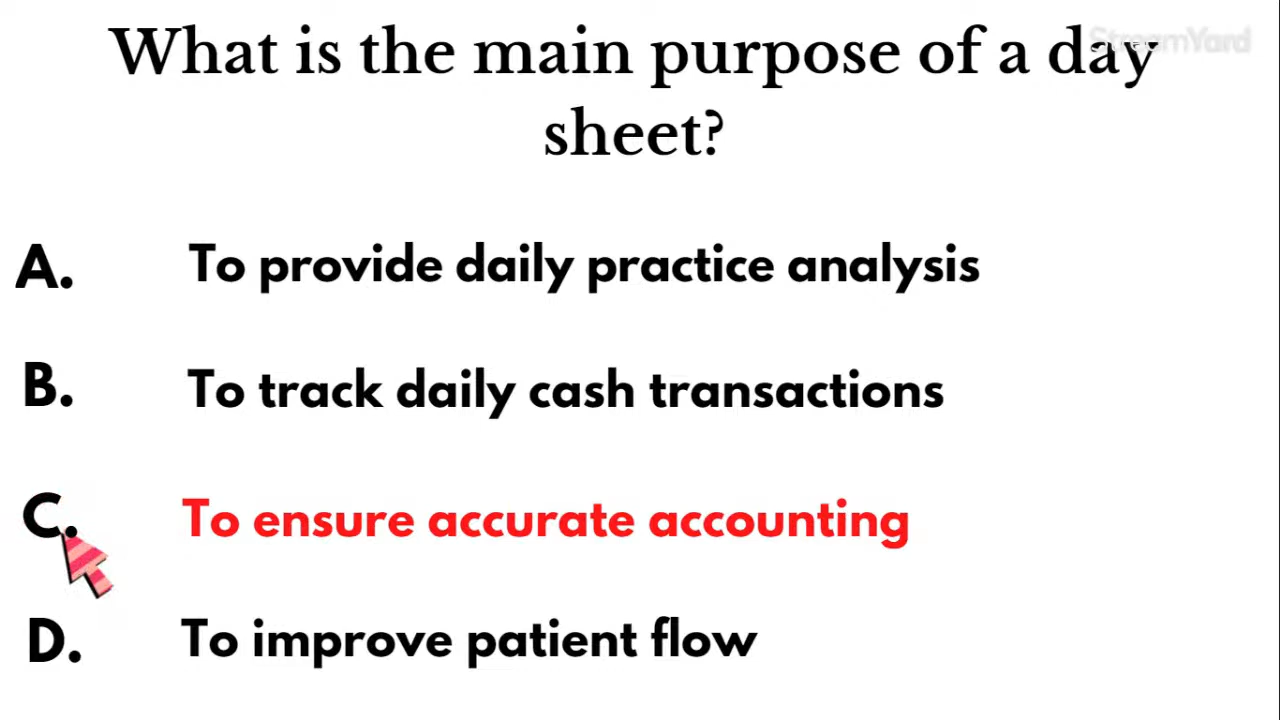 StreamYard
What is the main purpose of a day
sheet?
A. To provide daily practice analysis
B. To track daily cash transactions
C. To ensure accurate accounting
D. To improve patient flow